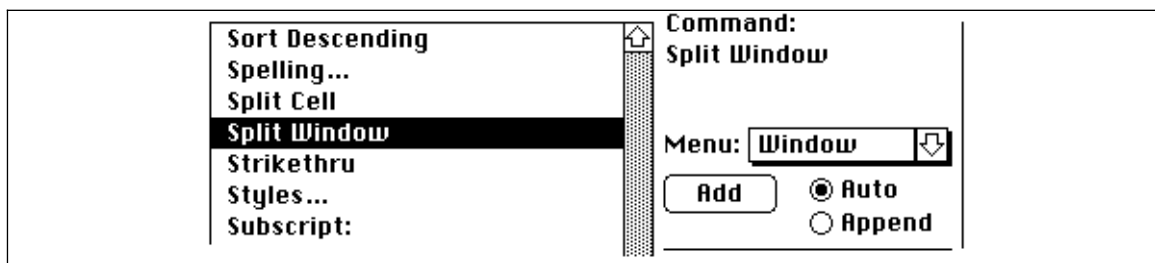 Sort Descending
Spelling...
Split Cell
Split Window
Strikethru
Styles...
Subscript:
Command:
Split Window
Menu: Window
Add
Auto
Append